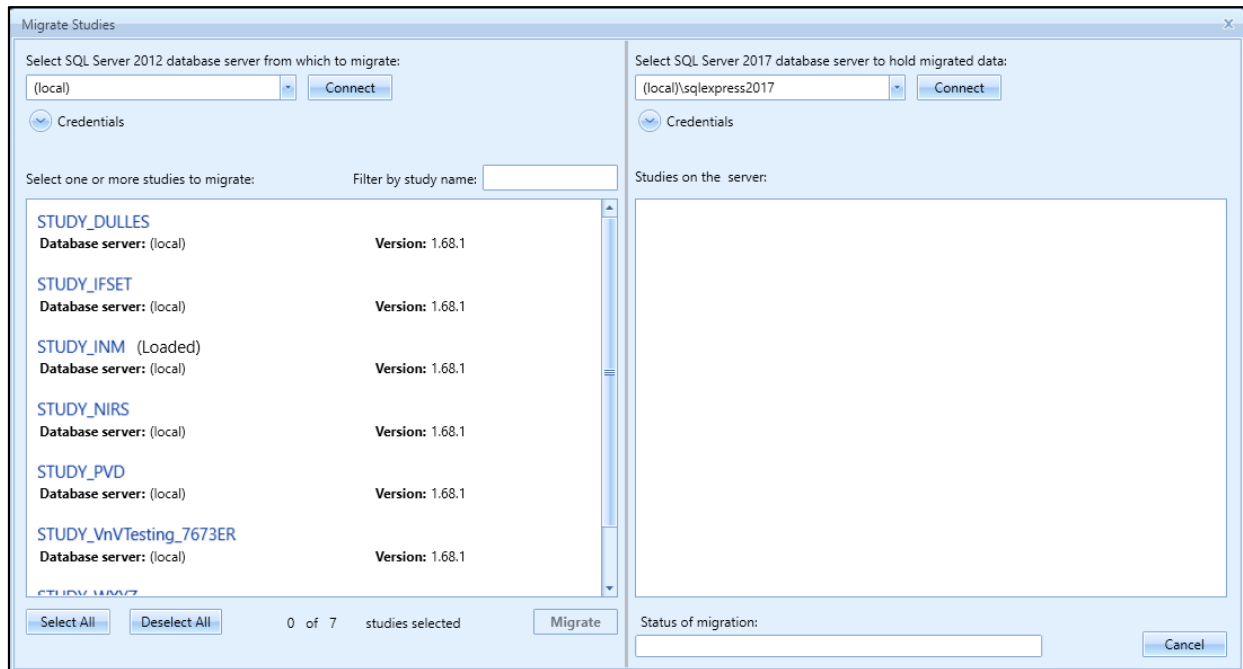 Migrate Studies
Select SQL Server 2012 database server from which to migrate:
(local)
Connect
Credentials
Select one or more studies to migrate:
Filter by study name:
STUDY_DULLES
Database server: (local) Version: 1.68.1
STUDY_IFSET
Database server: (local) Version: 1.68.1
STUDY_INM (Loaded)
Database server: (local) Version: 1.68.1
STUDY_NIRS
Database server: (local) Version: 1.68.1
STUDY_PVD
Database server: (local) Version: 1.68.1
STUDY_VnVTesting_7673ER
Database server: (local) Version: 1.68.1
STUDY_WXYZ
Select All
Deselect All
0 of 7 studies selected
Migrate
Select SQL Server 2017 database server to hold migrated data:
(local)\sqlexpress2017
Connect
Credentials
Studies on the server:
Status of migration:
Cancel